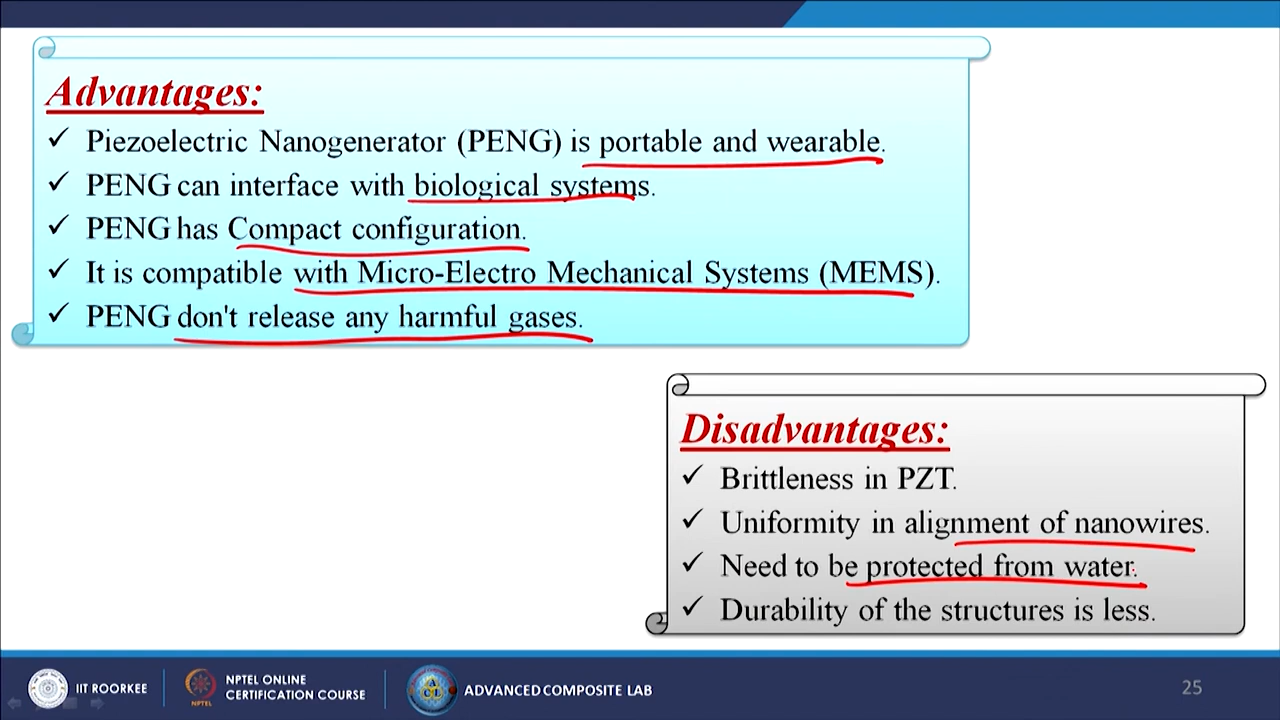 Advantages:
✓ Piezoelectric Nanogenerator (PENG) is portable and wearable.
✓ PENG can interface with biological systems.
✓ PENG has Compact configuration.
✓ It is compatible with Micro-Electro Mechanical Systems (MEMS).
✓ PENG don't release any harmful gases.
Disadvantages:
✓ Brittleness in PZT.
✓ Uniformity in alignment of nanowires.
✓ Need to be protected from water.
✓ Durability of the structures is less.
IIT ROORKEE
NPTEL
NPTEL ONLINE
CERTIFICATION COURSE
ACL
ADVANCED COMPOSITE LAB
25